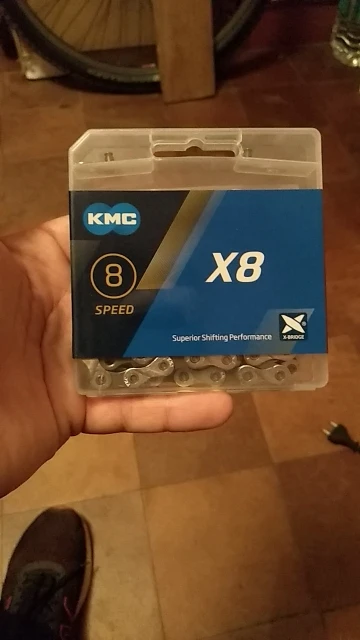 KMC
8
SPEED
X8
Superior Shifting Performance
X-BRIDGE